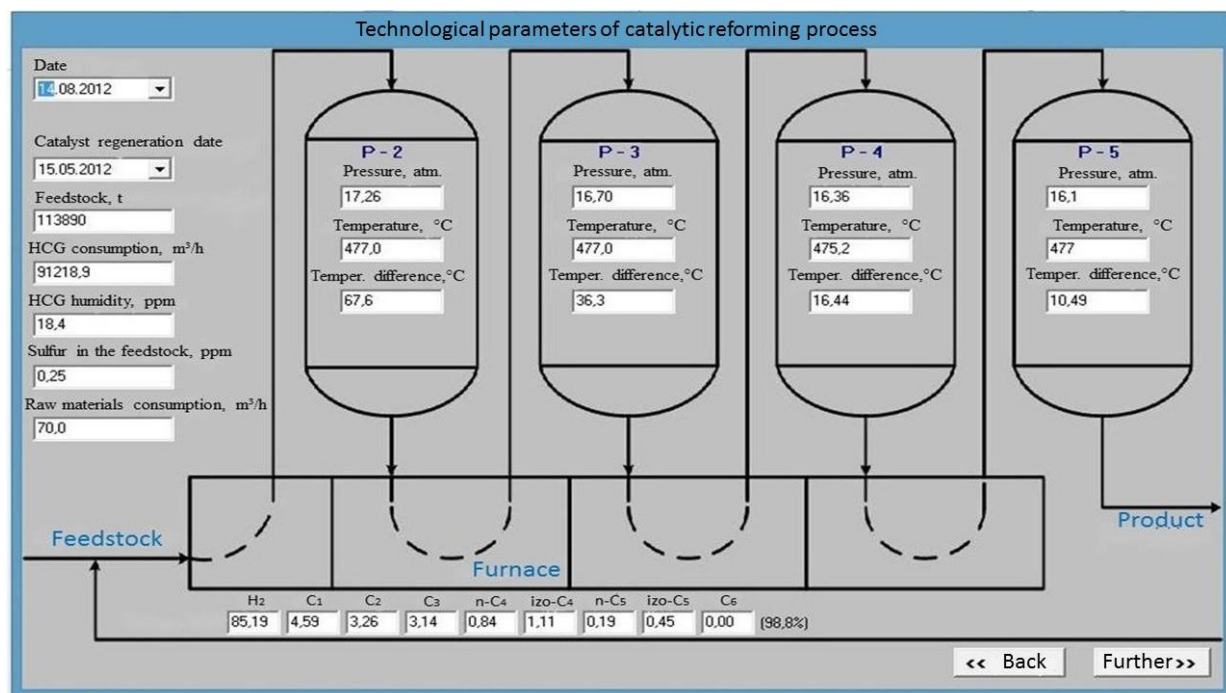 Technological parameters of catalytic reforming process
Date
14.08.2012
Catalyst regeneration date
15.05.2012
Feedstock, t
113890
HCG consumption, m³/h
91218,9
HCG humidity, ppm
18,4
Sulfur in the feedstock, ppm
0,25
Raw materials consumption, m³/h
70,0
P - 2
Pressure, atm.
17,26
Temperature, °C
477,0
Temper. difference,°C
67,6
P - 3
Pressure, atm.
16,70
Temperature, °C
477,0
Temper. difference,°C
36,3
P - 4
Pressure, atm.
16,36
Temperature, °C
475,2
Temper. difference,°C
16,44
P - 5
Pressure, atm.
16,1
Temperature, °C
477
Temper. difference,°C
10,49
Feedstock
Furnace
Product
H₂ C₁ C₂ C₃ n-C₄ izo-C₄ n-C₅ izo-C₅ C₆
85,19 4,59 3,26 3,14 0,84 1,11 0,19 0,45 0,00 (98,8%)
<< Back Further>>